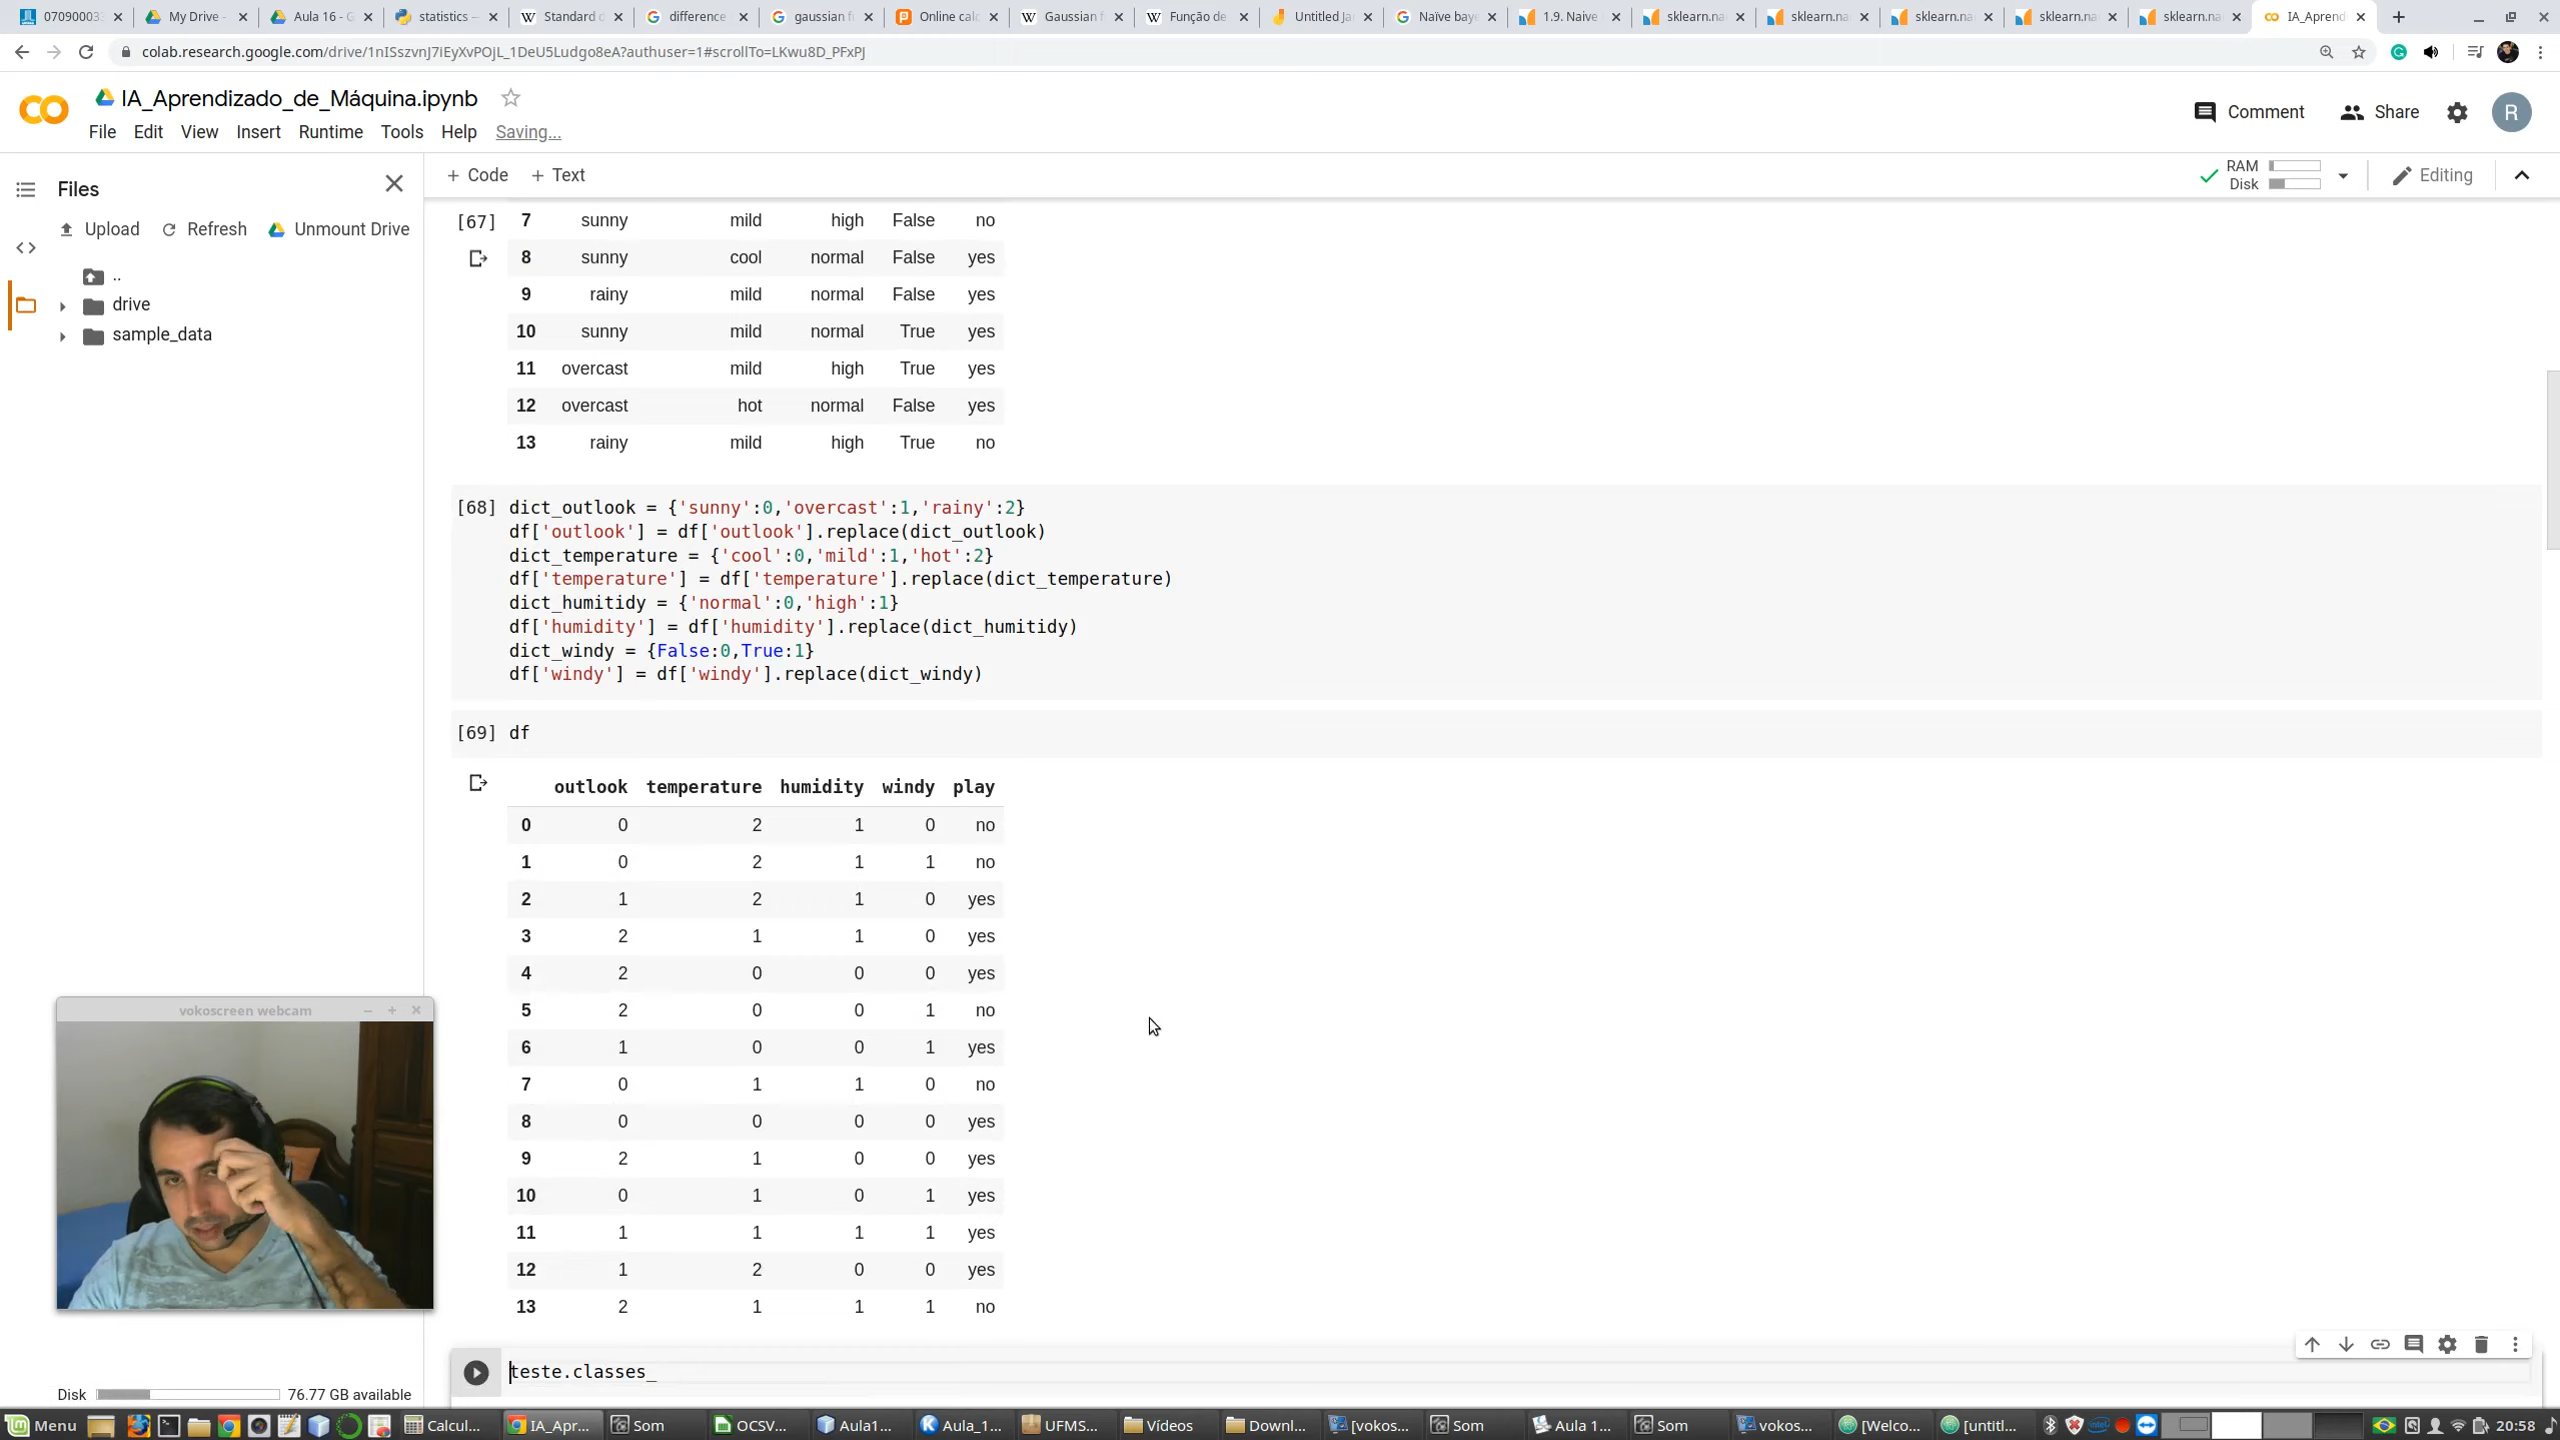 070900033
My Drive -
Aula 16 - G
statistics —
Standard d
difference
gaussian f
Online calc
Gaussian f
Função de
Untitled Ja
Naïve baye
1.9. Naive
sklearn.na
sklearn.na
sklearn.na
sklearn.na
sklearn.na
IA_Aprend
colab.research.google.com/drive/1nISszvnJ7iEyXvPOjL_1DeU5Ludgo8eA?authuser=1#scrollTo=LKwu8D_PFxPJ
IA_Aprendizado_de_Máquina.ipynb
Comment
Share
R
File Edit View Insert Runtime Tools Help Saving...
Files
+ Code + Text
RAM
Disk
Editing
Upload Refresh Unmount Drive
..
drive
sample_data
[67] 7 sunny mild high False no
8 sunny cool normal False yes
9 rainy mild normal False yes
10 sunny mild normal True yes
11 overcast mild high True yes
12 overcast hot normal False yes
13 rainy mild high True no
[68] dict_outlook = {'sunny':0,'overcast':1,'rainy':2}
df['outlook'] = df['outlook'].replace(dict_outlook)
dict_temperature = {'cool':0,'mild':1,'hot':2}
df['temperature'] = df['temperature'].replace(dict_temperature)
dict_humitidy = {'normal':0,'high':1}
df['humidity'] = df['humidity'].replace(dict_humitidy)
dict_windy = {False:0,True:1}
df['windy'] = df['windy'].replace(dict_windy)
[69] df
outlook temperature humidity windy play
0 0 2 1 0 no
1 0 2 1 1 no
2 1 2 1 0 yes
3 2 1 1 0 yes
4 2 0 0 0 yes
5 2 0 0 1 no
6 1 0 0 1 yes
7 0 1 1 0 no
8 0 0 0 0 yes
9 2 1 0 0 yes
10 0 1 0 1 yes
11 1 1 1 1 yes
12 1 2 0 0 yes
13 2 1 1 1 no
teste.classes_
vokoscreen webcam
Disk 76.77 GB available
Menu
Calcul...
IA_Apr...
Som
OCSV...
Aula1...
Aula_1...
UFMS...
Vídeos
Downl...
[vokos...
Som
Aula 1...
Som
vokos...
[Welco...
[untitl...
20:58